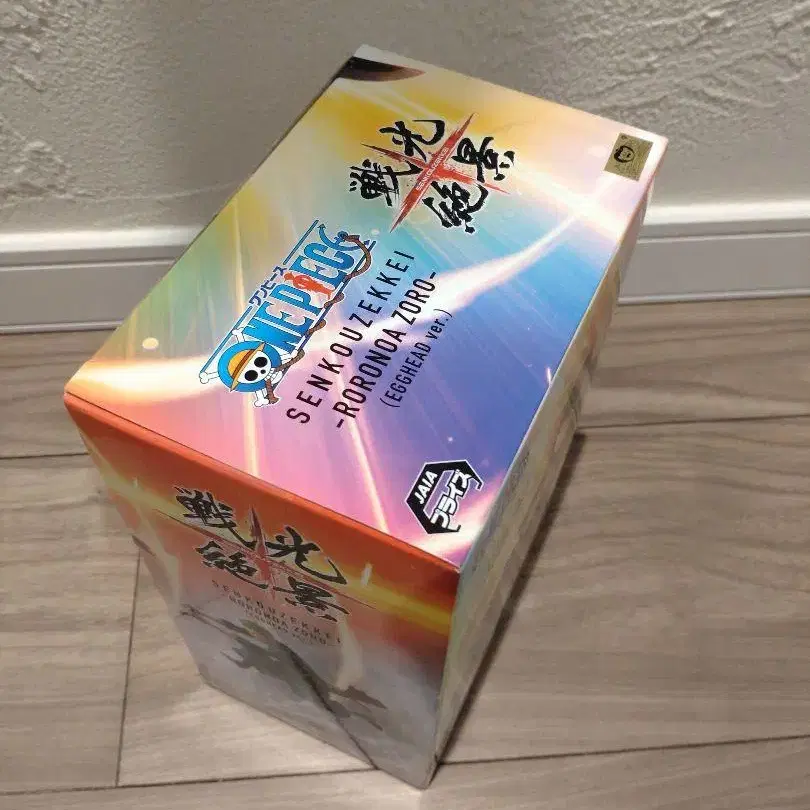 戦光
絶景
SENKOUZEKKEI
ワンピース
ONE PIECE
SENKOUZEKKEI
-RORONOA ZORO-
(EGGHEAD ver.)
JAIA
プライズ
戦光
絶景
SENKOUZEKKEI
-RORONOA ZORO-